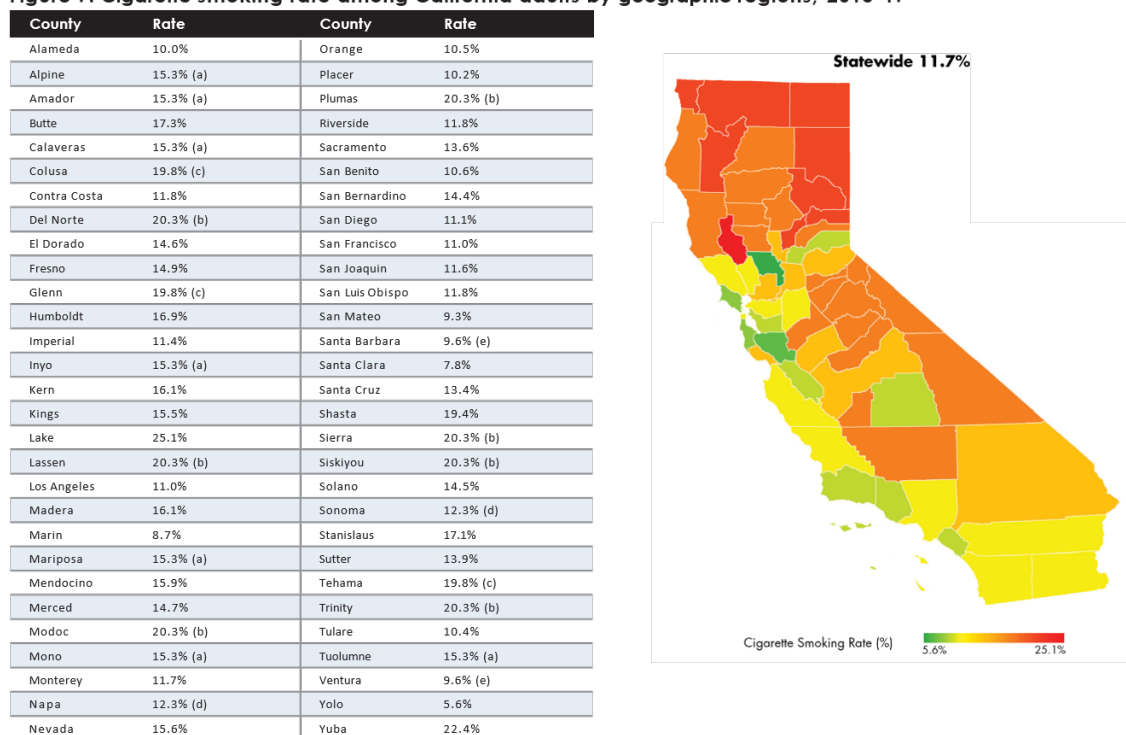 County Rate County Rate
Alameda 10.0% Orange 10.5%
Alpine 15.3% (a) Placer 10.2%
Amador 15.3% (a) Plumas 20.3% (b)
Butte 17.3% Riverside 11.8%
Calaveras 15.3% (a) Sacramento 13.6%
Colusa 19.8% (c) San Benito 10.6%
Contra Costa 11.8% San Bernardino 14.4%
Del Norte 20.3% (b) San Diego 11.1%
El Dorado 14.6% San Francisco 11.0%
Fresno 14.9% San Joaquin 11.6%
Glenn 19.8% (c) San Luis Obispo 11.8%
Humboldt 16.9% San Mateo 9.3%
Imperial 11.4% Santa Barbara 9.6% (e)
Inyo 15.3% (a) Santa Clara 7.8%
Kern 16.1% Santa Cruz 13.4%
Kings 15.5% Shasta 19.4%
Lake 25.1% Sierra 20.3% (b)
Lassen 20.3% (b) Siskiyou 20.3% (b)
Los Angeles 11.0% Solano 14.5%
Madera 16.1% Sonoma 12.3% (d)
Marin 8.7% Stanislaus 17.1%
Mariposa 15.3% (a) Sutter 13.9%
Mendocino 15.9% Tehama 19.8% (c)
Merced 14.7% Trinity 20.3% (b)
Modoc 20.3% (b) Tulare 10.4%
Mono 15.3% (a) Tuolumne 15.3% (a)
Monterey 11.7% Ventura 9.6% (e)
Napa 12.3% (d) Yolo 5.6%
Nevada 15.6% Yuba 22.4%
Statewide 11.7%
Cigarette Smoking Rate (%)
5.6% 25.1%